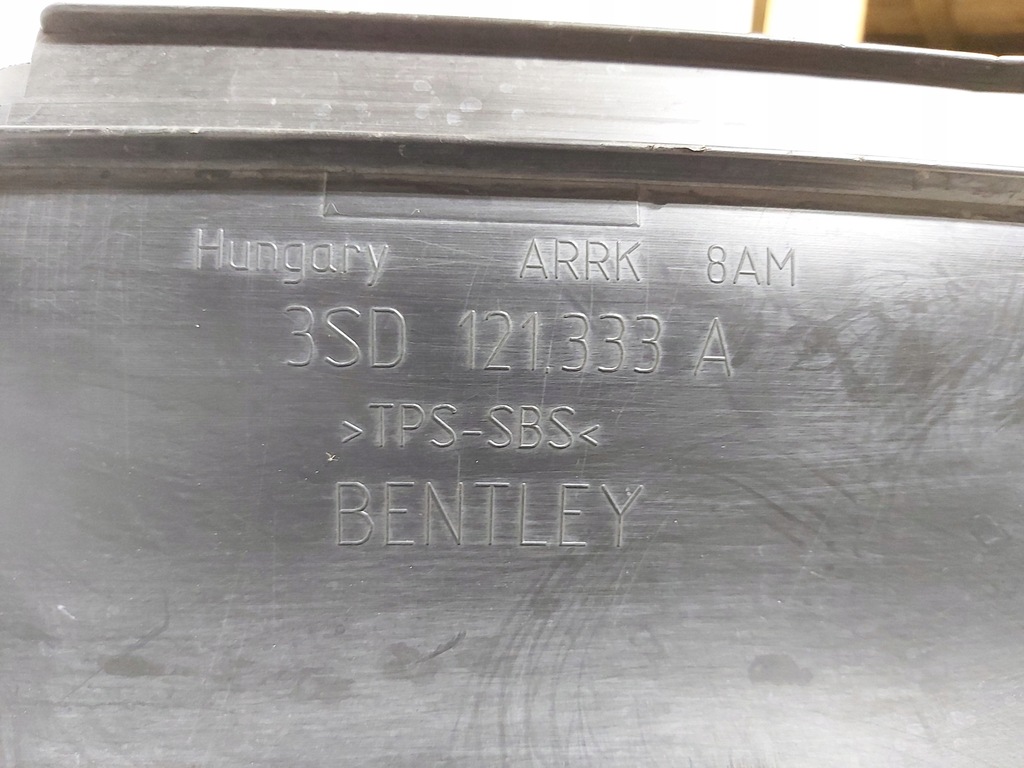 Hungary ARRK 8AM
3SD 121.333 A
>TPS-SBS<
BENTLEY